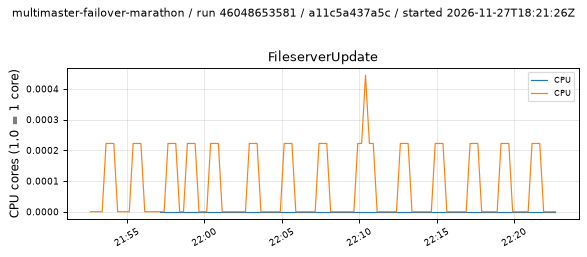 multimaster-failover-marathon / run 46048653581 / a11c5a437a5c / started 2026-11-27T18:21:26Z
FileserverUpdate
CPU cores (1.0 = 1 core)
0.0004
0.0003
0.0002
0.0001
0.0000
CPU
CPU
21:55
22:00
22:05
22:10
22:15
22:20